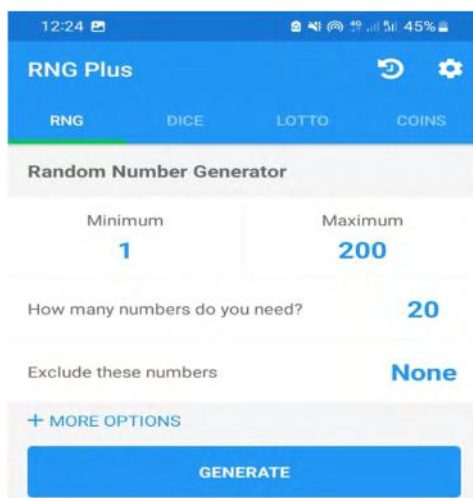 12:24 45%
RNG Plus
RNG DICE LOTTO COINS
Random Number Generator
Minimum Maximum
1 200
How many numbers do you need? 20
Exclude these numbers None
+ MORE OPTIONS
GENERATE